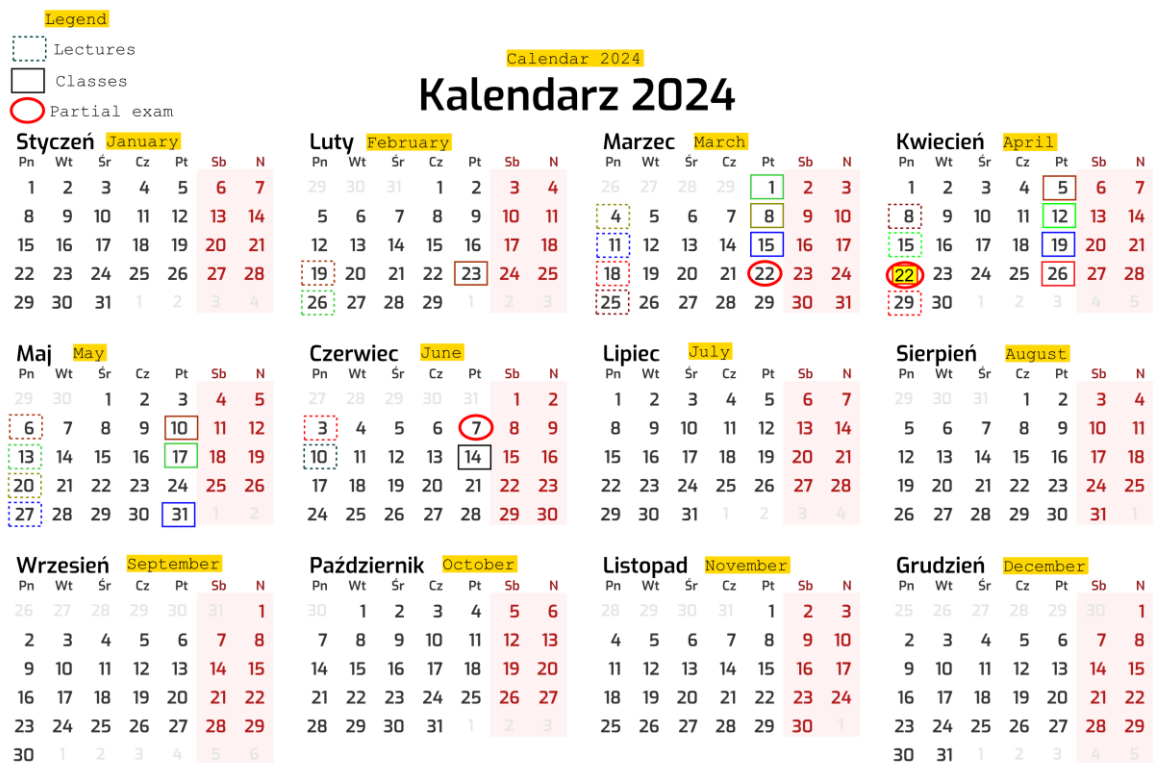 Legend
Lectures
Classes
Partial exam
Calendar 2024
Kalendarz 2024
Styczeń January
Pn Wt Śr Cz Pt Sb N
1 2 3 4 5 6 7
8 9 10 11 12 13 14
15 16 17 18 19 20 21
22 23 24 25 26 27 28
29 30 31 1 2 3 4
Luty February
Pn Wt Śr Cz Pt Sb N
29 30 31 1 2 3 4
5 6 7 8 9 10 11
12 13 14 15 16 17 18
19 20 21 22 23 24 25
26 27 28 29 1 2 3
Marzec March
Pn Wt Śr Cz Pt Sb N
26 27 28 29 1 2 3
4 5 6 7 8 9 10
11 12 13 14 15 16 17
18 19 20 21 22 23 24
25 26 27 28 29 30 31
Kwiecień April
Pn Wt Śr Cz Pt Sb N
1 2 3 4 5 6 7
8 9 10 11 12 13 14
15 16 17 18 19 20 21
22 23 24 25 26 27 28
29 30 1 2 3 4 5
Maj May
Pn Wt Śr Cz Pt Sb N
29 30 1 2 3 4 5
6 7 8 9 10 11 12
13 14 15 16 17 18 19
20 21 22 23 24 25 26
27 28 29 30 31 1 2
Czerwiec June
Pn Wt Śr Cz Pt Sb N
27 28 29 30 31 1 2
3 4 5 6 7 8 9
10 11 12 13 14 15 16
17 18 19 20 21 22 23
24 25 26 27 28 29 30
Lipiec July
Pn Wt Śr Cz Pt Sb N
1 2 3 4 5 6 7
8 9 10 11 12 13 14
15 16 17 18 19 20 21
22 23 24 25 26 27 28
29 30 31 1 2 3 4
Sierpień August
Pn Wt Śr Cz Pt Sb N
29 30 31 1 2 3 4
5 6 7 8 9 10 11
12 13 14 15 16 17 18
19 20 21 22 23 24 25
26 27 28 29 30 31 1
Wrzesień September
Pn Wt Śr Cz Pt Sb N
26 27 28 29 30 31 1
2 3 4 5 6 7 8
9 10 11 12 13 14 15
16 17 18 19 20 21 22
23 24 25 26 27 28 29
30 1 2 3 4 5 6
Październik October
Pn Wt Śr Cz Pt Sb N
30 1 2 3 4 5 6
7 8 9 10 11 12 13
14 15 16 17 18 19 20
21 22 23 24 25 26 27
28 29 30 31 1 2 3
Listopad November
Pn Wt Śr Cz Pt Sb N
28 29 30 31 1 2 3
4 5 6 7 8 9 10
11 12 13 14 15 16 17
18 19 20 21 22 23 24
25 26 27 28 29 30 1
Grudzień December
Pn Wt Śr Cz Pt Sb N
25 26 27 28 29 30 1
2 3 4 5 6 7 8
9 10 11 12 13 14 15
16 17 18 19 20 21 22
23 24 25 26 27 28 29
30 31 1 2 3 4 5